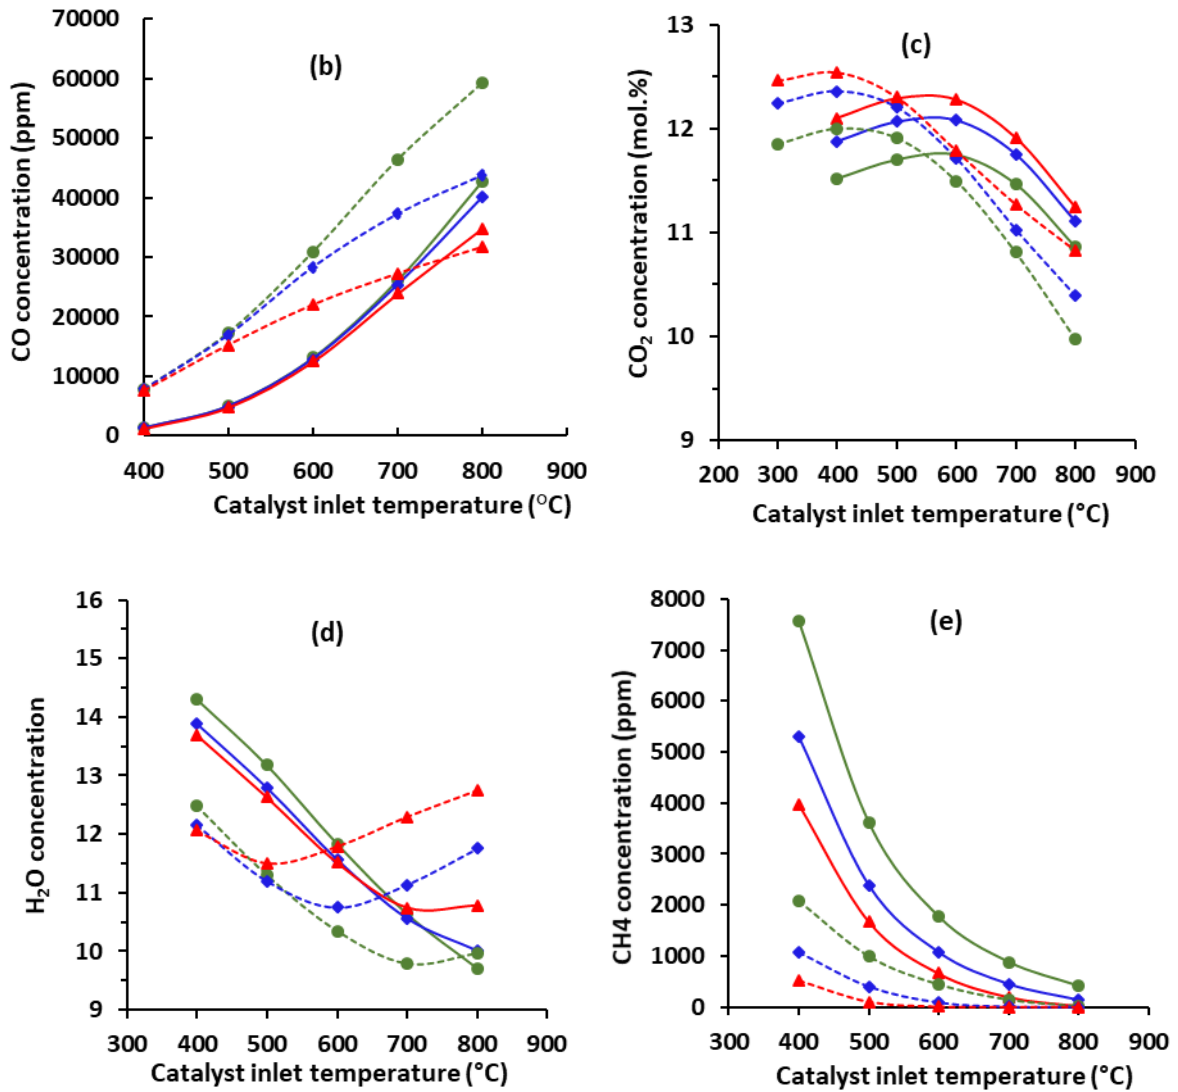 (b)
CO concentration (ppm)
70000
60000
50000
40000
30000
20000
10000
0
400 500 600 700 800 900
Catalyst inlet temperature (°C)
(c)
CO₂ concentration (mol.%)
13
12
11
10
9
200 300 400 500 600 700 800 900
Catalyst inlet temperature (°C)
(d)
H₂O concentration
16
15
14
13
12
11
10
9
300 400 500 600 700 800 900
Catalyst inlet temperature (°C)
(e)
CH4 concentration (ppm)
8000
7000
6000
5000
4000
3000
2000
1000
0
300 400 500 600 700 800 900
Catalyst inlet temperature (°C)